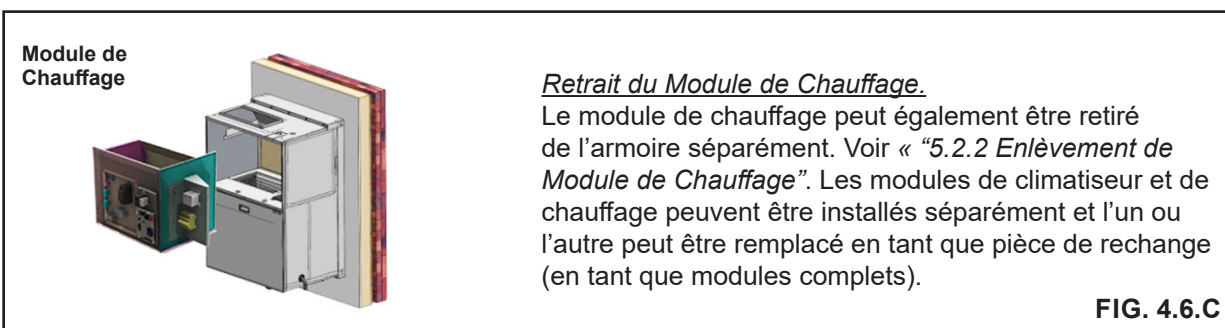 Module de
Chauffage
Retrait du Module de Chauffage.
Le module de chauffage peut également être retiré
de l’armoire séparément. Voir « “5.2.2 Enlèvement de
Module de Chauffage”. Les modules de climatiseur et de
chauffage peuvent être installés séparément et l’un ou
l’autre peut être remplacé en tant que pièce de rechange
(en tant que modules complets).
FIG. 4.6.C